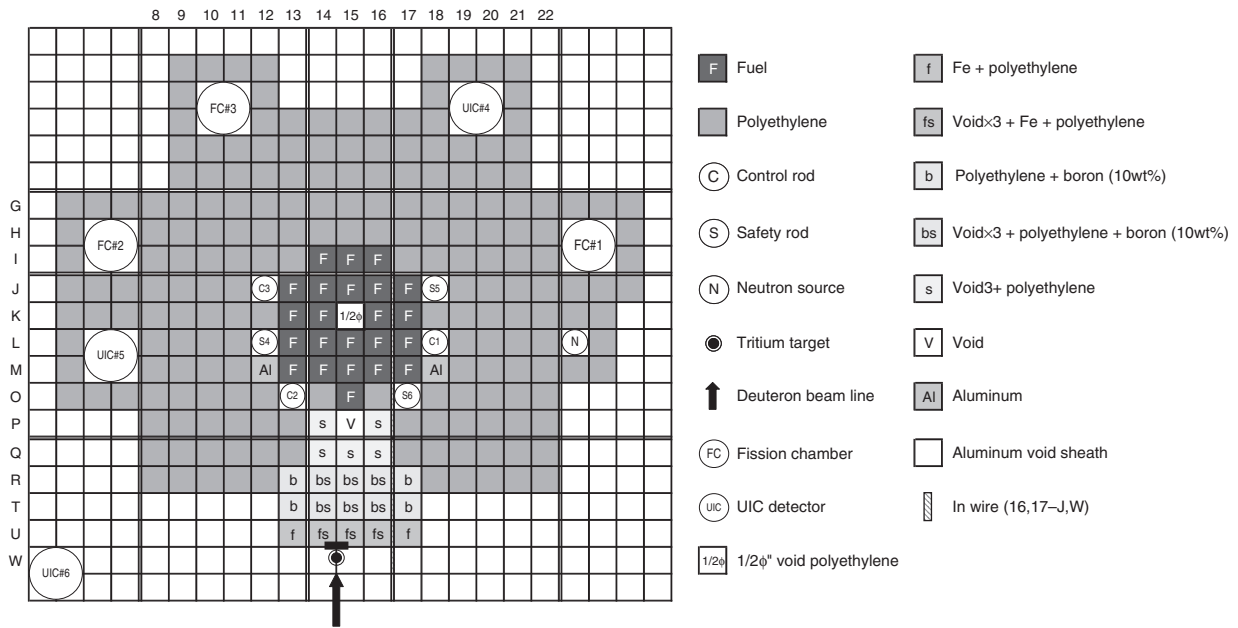 8 9 10 11 12 13 14 15 16 17 18 19 20 21 22
FC#3 UIC#4
G
H
FC#2 FC#1
I F F F
J C3 F F F F F S5
K F F 1/2φ F F
L S4 F F F F F C1 N
UIC#5
M Al F F F F F Al
O C2 F S6
P s V s
Q s s s
R b bs bs bs b
T b bs bs bs b
U f fs fs fs f
W
UIC#6
F Fuel
Polyethylene
C Control rod
S Safety rod
N Neutron source
Tritium target
Deuteron beam line
FC Fission chamber
UIC UIC detector
1/2φ 1/2φ" void polyethylene
f Fe + polyethylene
fs Void×3 + Fe + polyethylene
b Polyethylene + boron (10wt%)
bs Void×3 + polyethylene + boron (10wt%)
s Void3+ polyethylene
V Void
Al Aluminum
Aluminum void sheath
In wire (16,17–J,W)